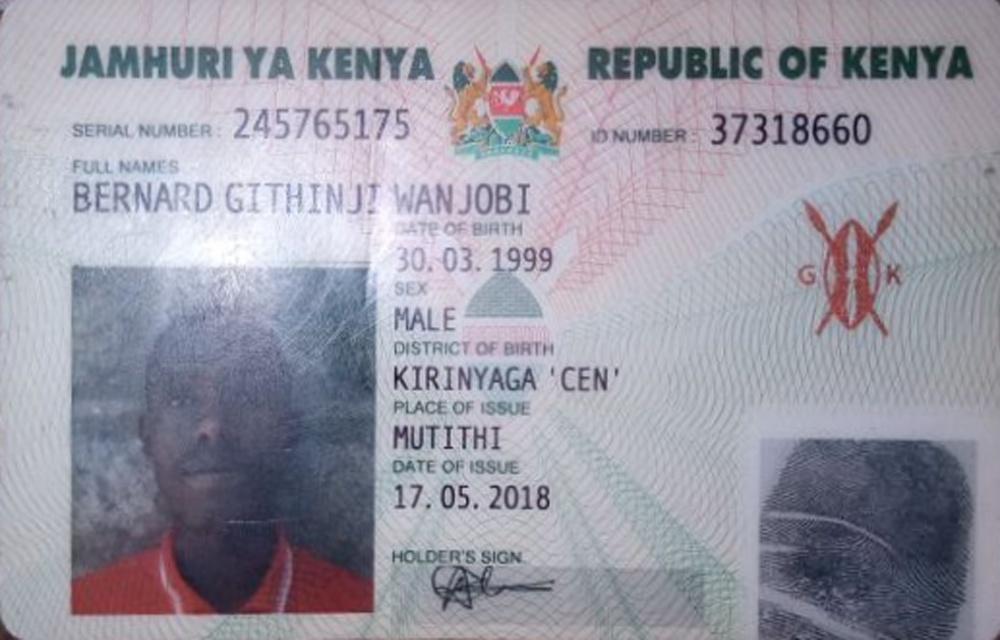 JAMHURI YA KENYA REPUBLIC OF KENYA
SERIAL NUMBER: 245765175 ID NUMBER: 37318660
FULL NAMES
BERNARD GITHINJI WANJOBI
DATE OF BIRTH
30. 03. 1999
SEX
MALE
DISTRICT OF BIRTH
KIRINYAGA 'CEN'
PLACE OF ISSUE
MUTITHI
DATE OF ISSUE
17. 05. 2018
HOLDER'S SIGN.
G K